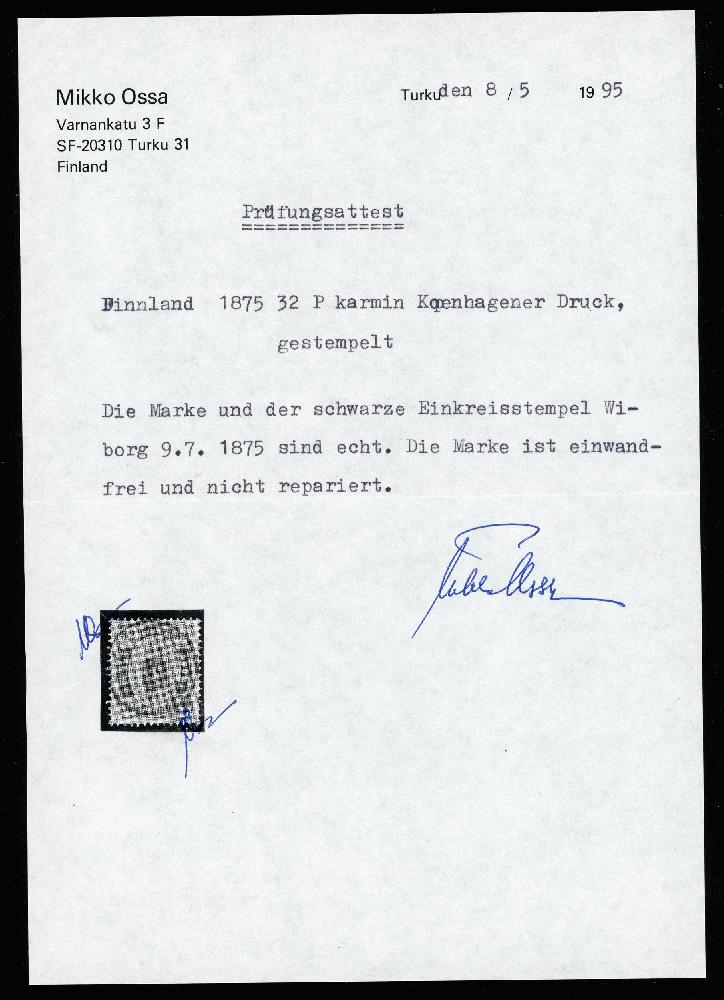 Mikko Ossa
Varnankatu 3 F
SF-20310 Turku 31
Finland
Turku den 8 / 5 19 95
Prüfungsattest
Finnland 1875 32 P karmin Kopenhagener Druck,
gestempelt
Die Marke und der schwarze Einkreisstempel Wi-
borg 9.7. 1875 sind echt. Die Marke ist einwand-
frei und nicht repariert.